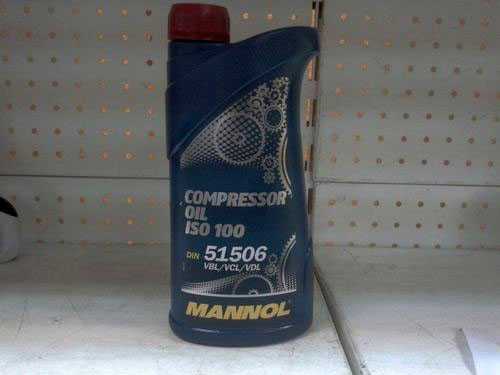 COMPRESSOR
OIL
ISO 100
DIN 51506
VBL/VCL/VDL
MANNOL